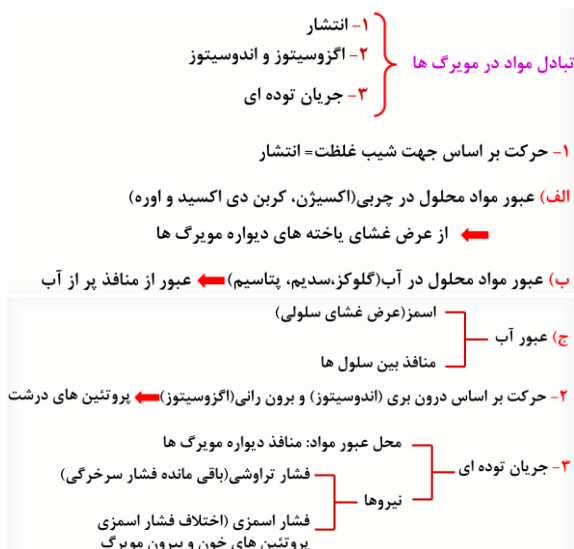 تبادل مواد در مویرگ ها
۱- انتشار
۲- اگزوسیتوز و اندوسیتوز
۳- جریان توده ای
۱- حرکت بر اساس جهت شیب غلظت= انتشار
الف) عبور مواد محلول در چربی(اکسیژن، کربن دی اکسید و اوره)
از عرض غشای یاخته های دیواره مویرگ ها
ب) عبور مواد محلول در آب(گلوکز،سدیم، پتاسیم) عبور از منافذ پر از آب
ج) عبور آب
اسمز(عرض غشای سلولی)
منافذ بین سلول ها
۲- حرکت بر اساس درون بری (اندوسیتوز) و برون رانی(اگزوسیتوز) پروتئین های درشت
۳- جریان توده ای
محل عبور مواد: منافذ دیواره مویرگ ها
نیروها
فشار تراوشی(باقی مانده فشار سرخرگی)
فشار اسمزی (اختلاف فشار اسمزی
پروتئین های خون و بیرون مویرگ